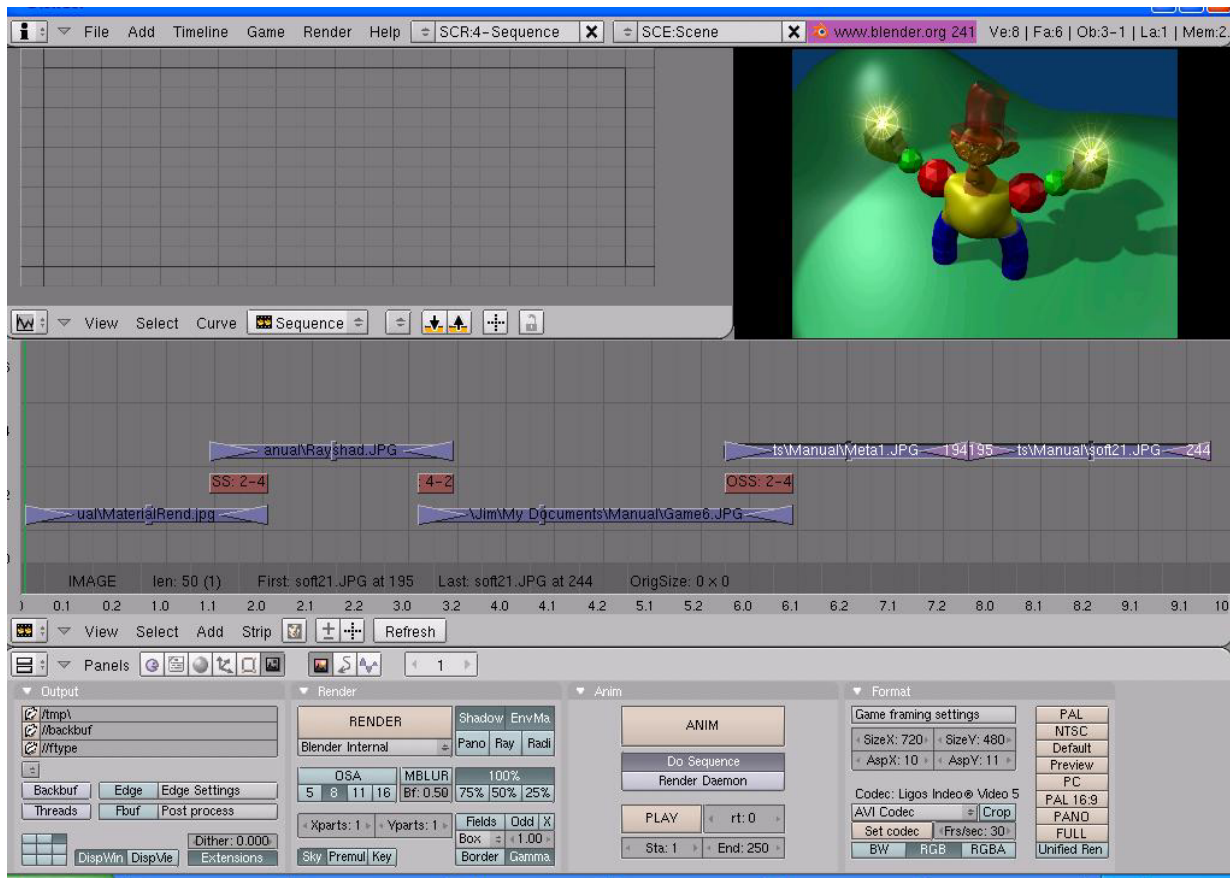 File Add Timeline Game Render Help SCR:4-Sequence X SCE:Scene X www.blender.org 241 Ve:8 | Fa:6 | Ob:3-1 | La:1 | Mem:2.
View Select Curve Sequence
anual\Rayshad.JPG ts\Manual\Meta1.JPG 194 195 ts\Manual\soft21.JPG 244
SS: 2-4 : 4-2 OSS: 2-4
ual\MaterialRend.jpg \Jim\My Documents\Manual\Game6.JPG
IMAGE len: 50 (1) First: soft21.JPG at 195 Last: soft21.JPG at 244 OrigSize: 0 x 0
0.1 0.2 1.0 1.1 2.0 2.1 2.2 3.0 3.2 4.0 4.1 4.2 5.1 5.2 6.0 6.1 6.2 7.1 7.2 8.0 8.1 8.2 9.1 9.1 10
View Select Add Strip Refresh
Panels 1
Output
/tmp\
//backbuf
//ftype
Backbuf Edge Edge Settings
Threads Fbuf Post process
Dither: 0.000
DispWin DispVie Extensions
Render
RENDER Shadow EnvMa
Blender Internal Pano Ray Radi
OSA MBLUR 100%
5 8 11 16 Bf: 0.50 75% 50% 25%
Xparts: 1 Yparts: 1 Fields Odd X
Box 1.00
Sky Premul Key Border Gamma
Anim
ANIM
Do Sequence
Render Daemon
PLAY rt: 0
Sta: 1 End: 250
Format
Game framing settings PAL
SizeX: 720 SizeY: 480 NTSC
AspX: 10 AspY: 11 Default
Preview
Codec: Ligos Indeo® Video 5 PC
AVI Codec Crop PAL 16:9
Set codec Frs/sec: 30 PANO
BW RGB RGBA FULL
Unified Ren